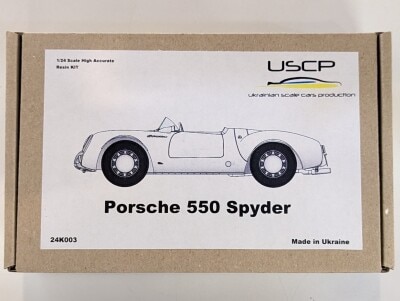 1/24 Scale High Accurate
Resin KIT
USCP
ukrainian scale cars production
Porsche 550 Spyder
24K003
Made in Ukraine